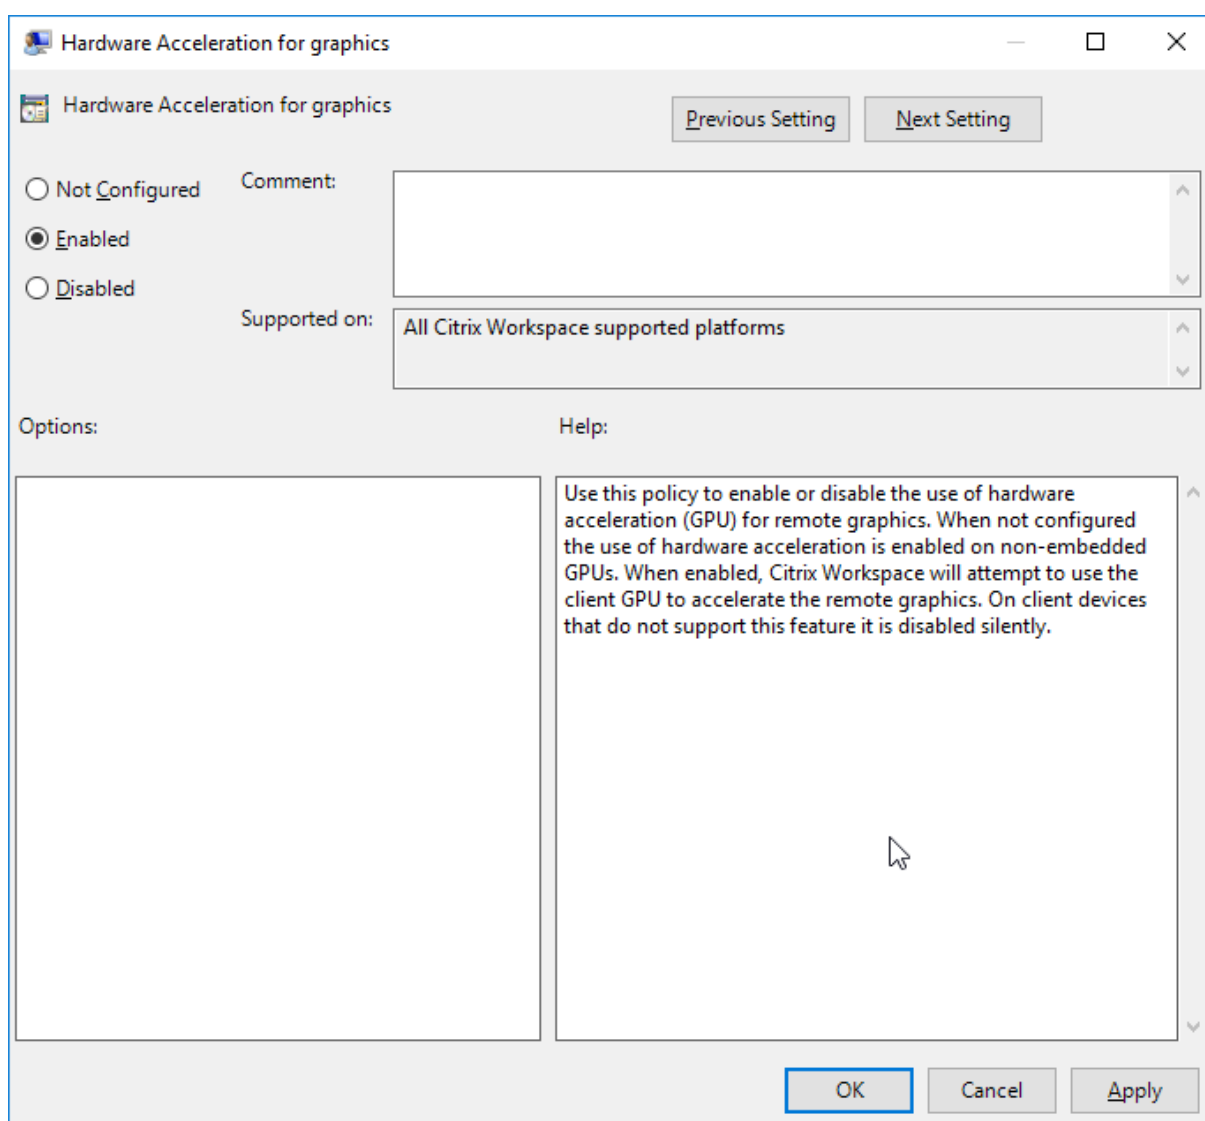 Hardware Acceleration for graphics
Hardware Acceleration for graphics
Previous Setting
Next Setting
Not Configured
Comment:
Enabled
Disabled
Supported on:
All Citrix Workspace supported platforms
Options:
Help:
Use this policy to enable or disable the use of hardware
acceleration (GPU) for remote graphics. When not configured
the use of hardware acceleration is enabled on non-embedded
GPUs. When enabled, Citrix Workspace will attempt to use the
client GPU to accelerate the remote graphics. On client devices
that do not support this feature it is disabled silently.
OK
Cancel
Apply